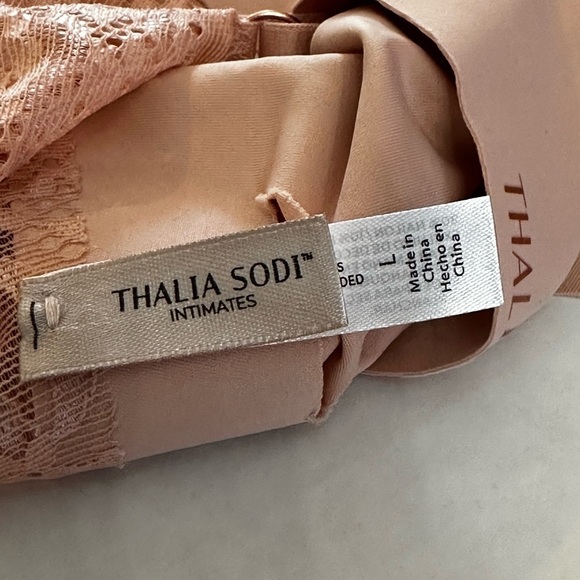 THALIA SODI™
INTIMATES
S
DED
L
Made in
China
Hecho en
China
THAL